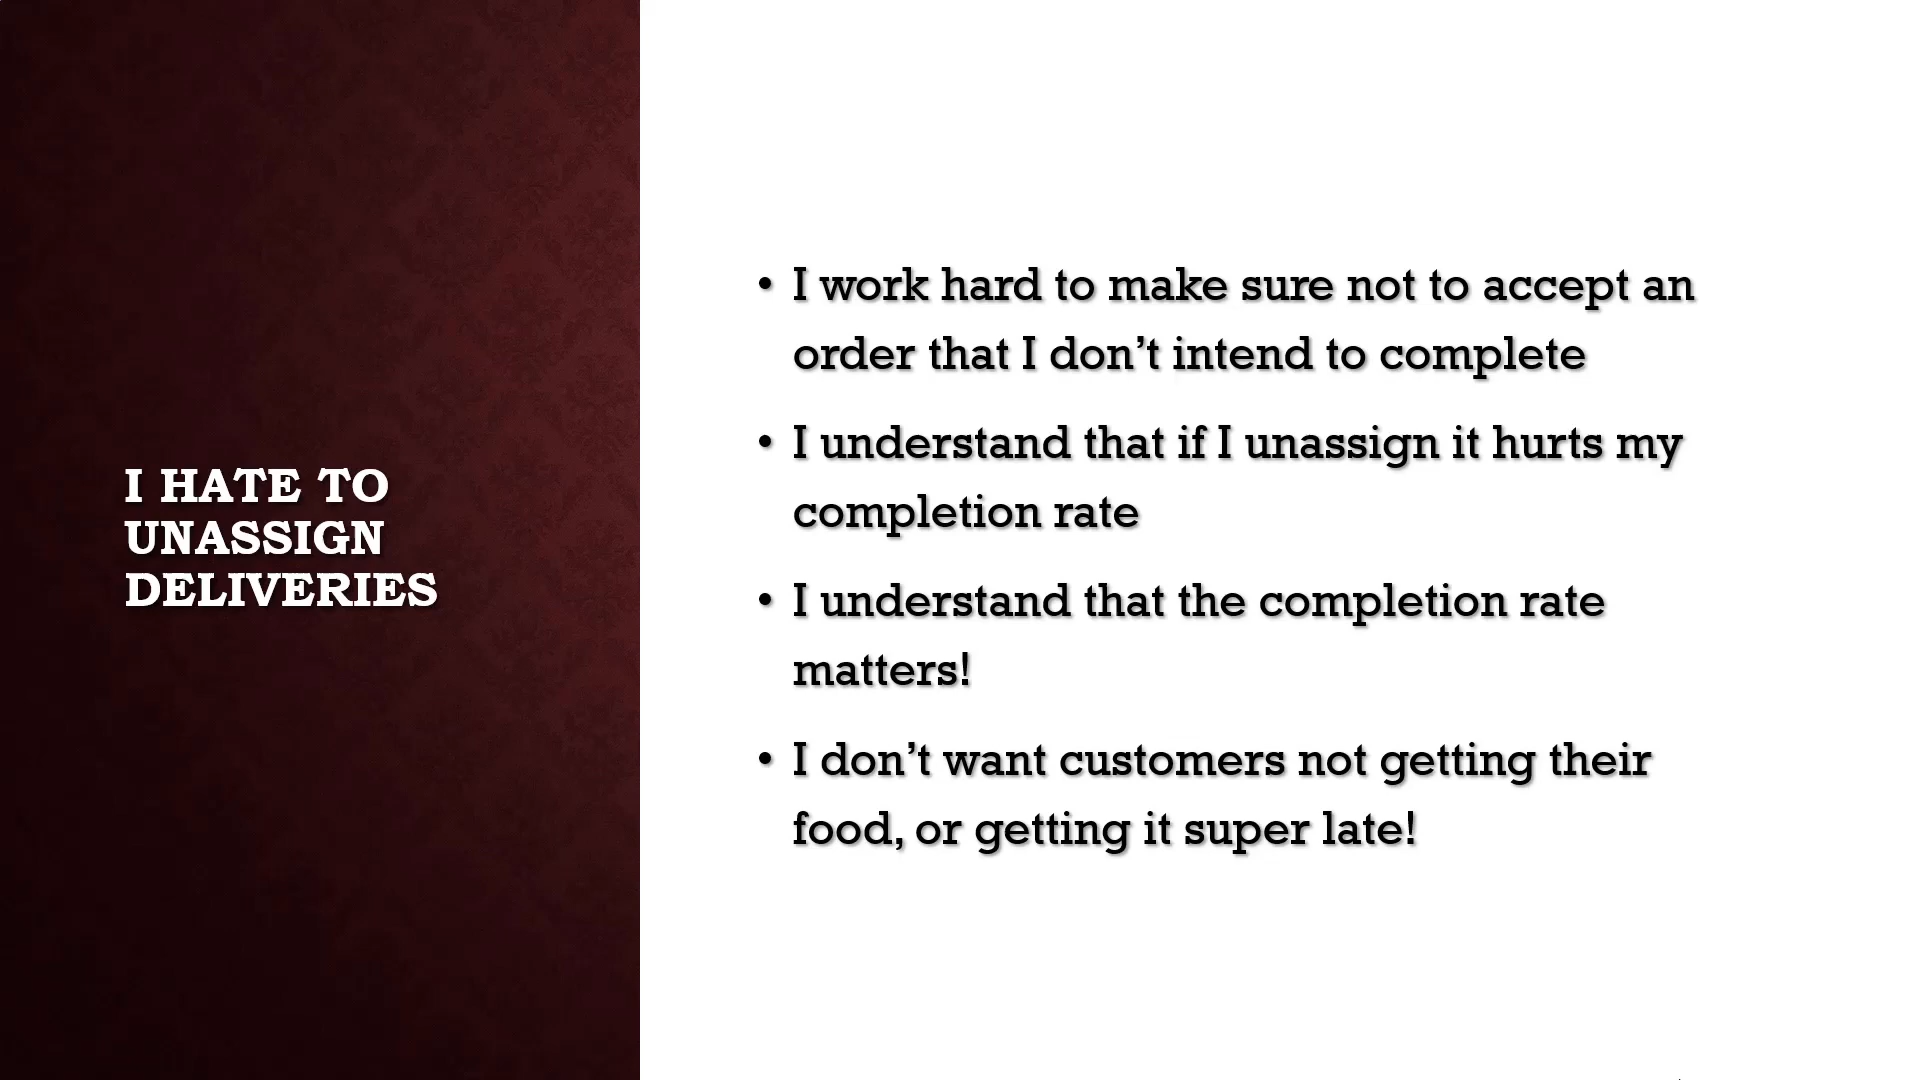 I HATE TO
UNASSIGN
DELIVERIES
• I work hard to make sure not to accept an
order that I don’t intend to complete
• I understand that if I unassign it hurts my
completion rate
• I understand that the completion rate
matters!
• I don’t want customers not getting their
food, or getting it super late!